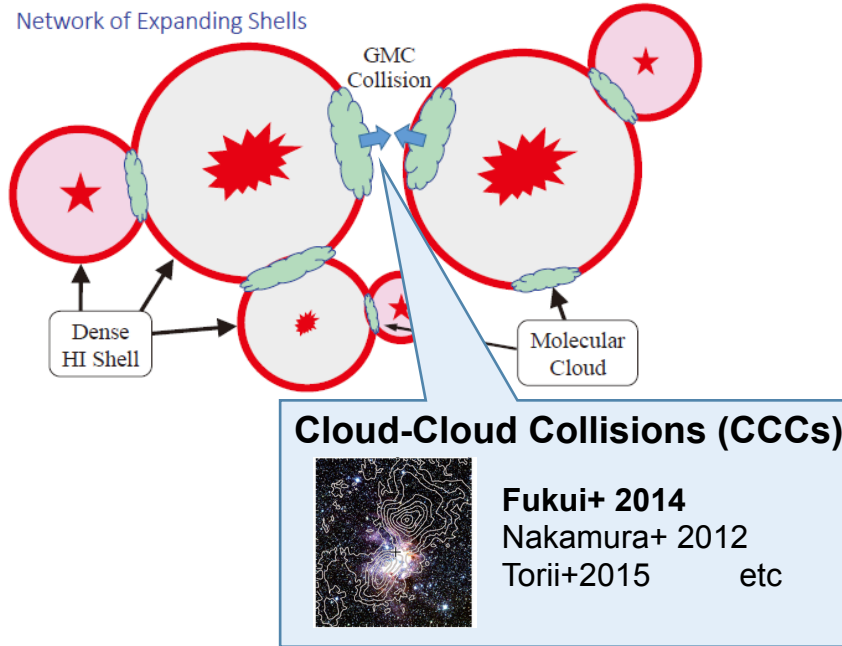 Network of Expanding Shells
GMC
Collision
Dense
HI Shell
Molecular
Cloud
Cloud-Cloud Collisions (CCCs)
Fukui+ 2014
Nakamura+ 2012
Torii+2015 etc